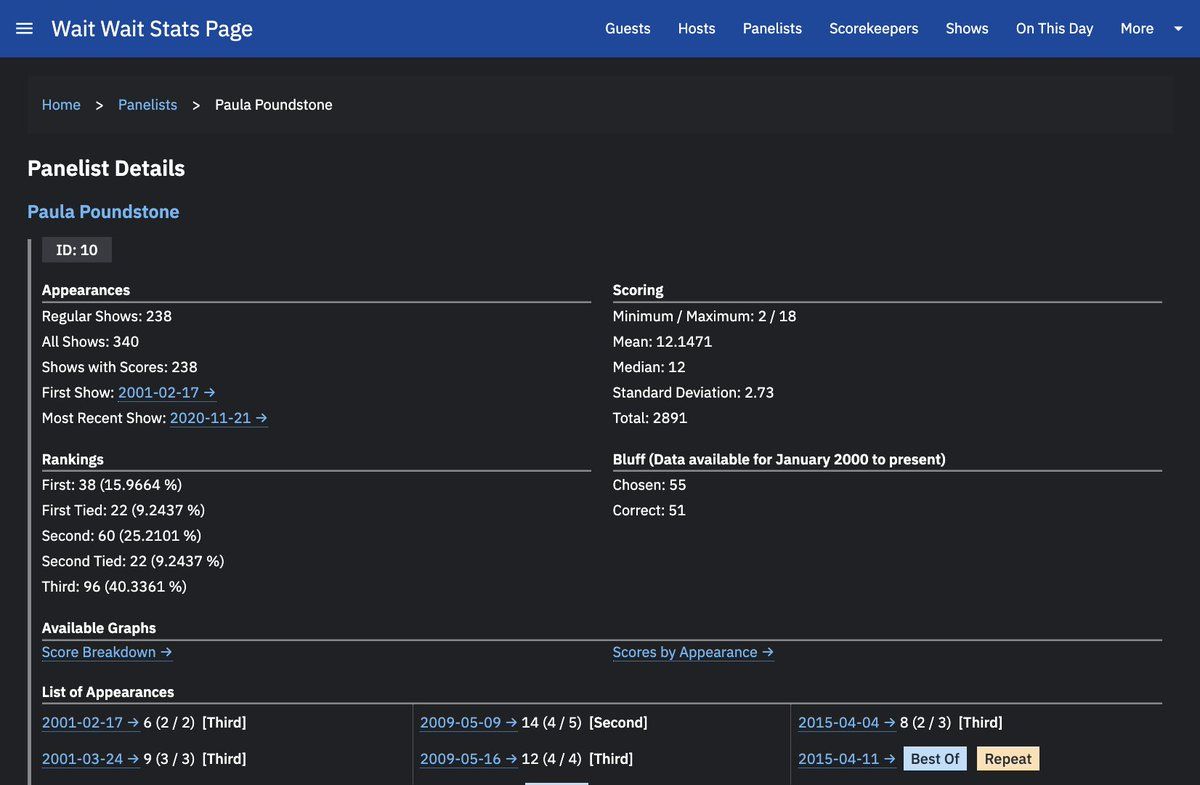 Wait Wait Stats Page
Guests Hosts Panelists Scorekeepers Shows On This Day More
Home > Panelists > Paula Poundstone
Panelist Details
Paula Poundstone
ID: 10
Appearances
Regular Shows: 238
All Shows: 340
Shows with Scores: 238
First Show: 2001-02-17 →
Most Recent Show: 2020-11-21 →
Scoring
Minimum / Maximum: 2 / 18
Mean: 12.1471
Median: 12
Standard Deviation: 2.73
Total: 2891
Rankings
First: 38 (15.9664 %)
First Tied: 22 (9.2437 %)
Second: 60 (25.2101 %)
Second Tied: 22 (9.2437 %)
Third: 96 (40.3361 %)
Bluff (Data available for January 2000 to present)
Chosen: 55
Correct: 51
Available Graphs
Score Breakdown →
Scores by Appearance →
List of Appearances
2001-02-17 → 6 (2 / 2) [Third]
2001-03-24 → 9 (3 / 3) [Third]
2009-05-09 → 14 (4 / 5) [Second]
2009-05-16 → 12 (4 / 4) [Third]
2015-04-04 → 8 (2 / 3) [Third]
2015-04-11 → Best Of Repeat